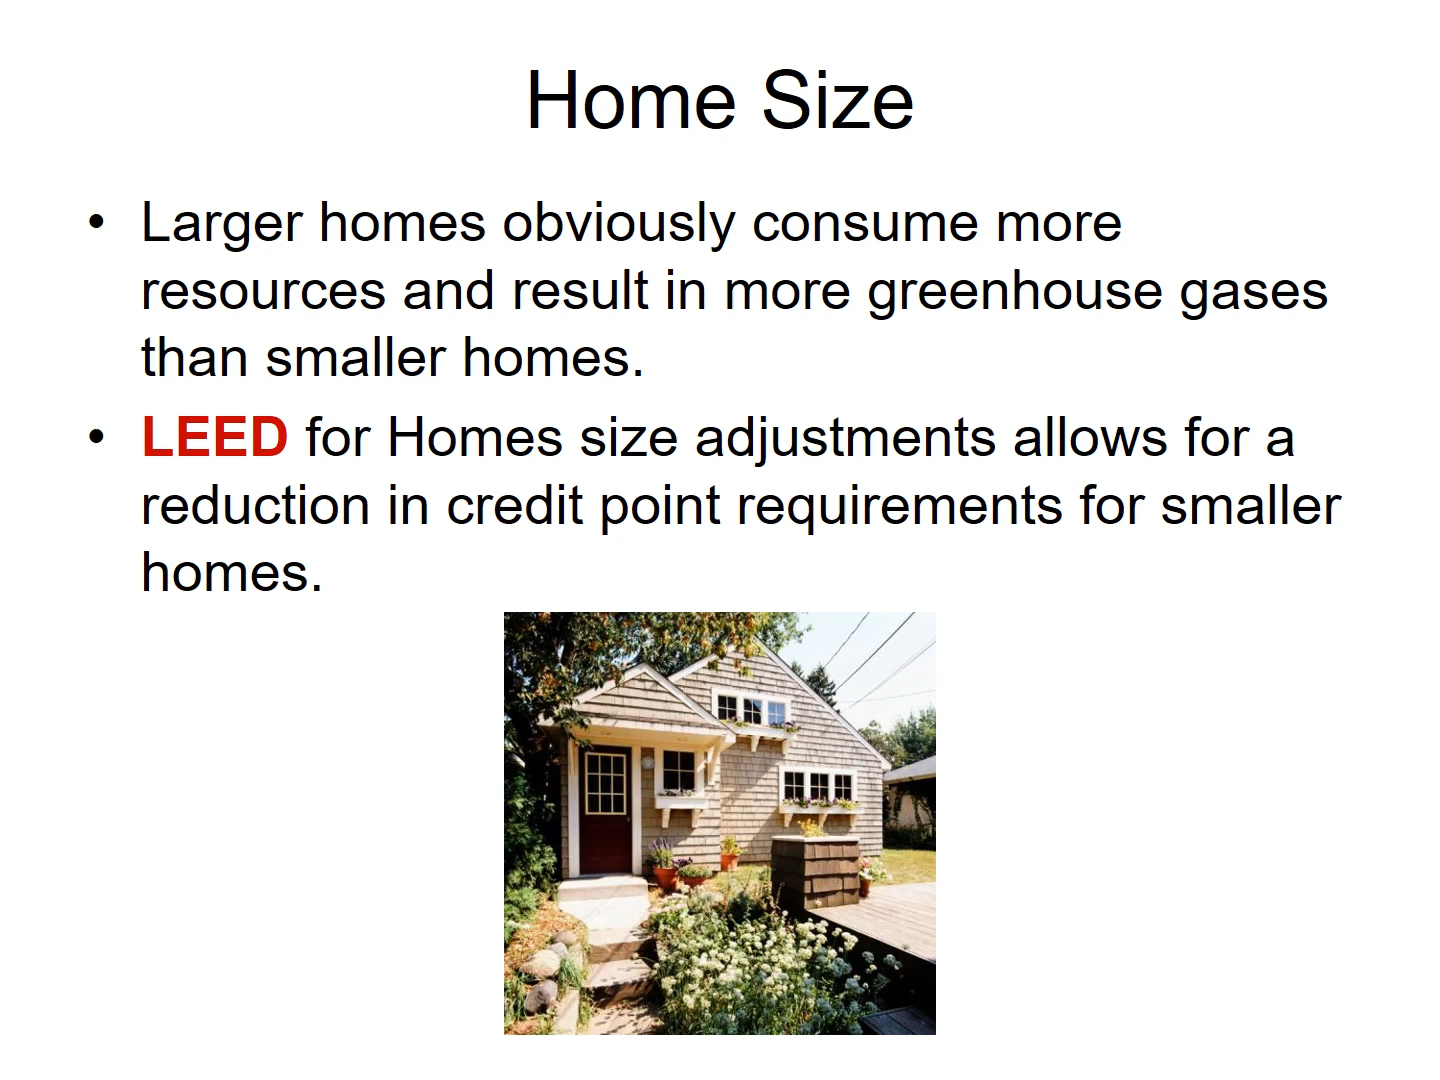 Home Size
• Larger homes obviously consume more
resources and result in more greenhouse gases
than smaller homes.
• LEED for Homes size adjustments allows for a
reduction in credit point requirements for smaller
homes.